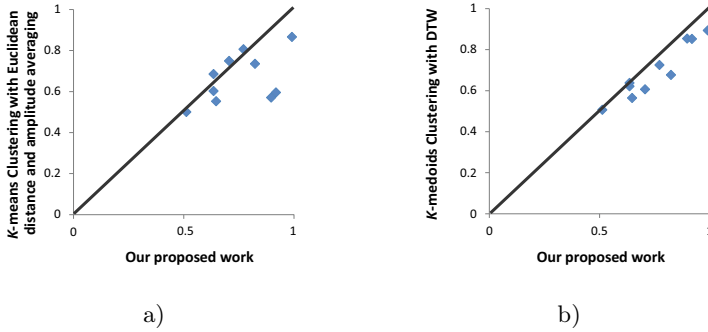 K-means Clustering with Euclidean
distance and amplitude averaging
1
0.8
0.6
0.4
0.2
0
0
0.5
1
Our proposed work
a)
K-medoids Clustering with DTW
1
0.8
0.6
0.4
0.2
0
0
0.5
1
Our proposed work
b)